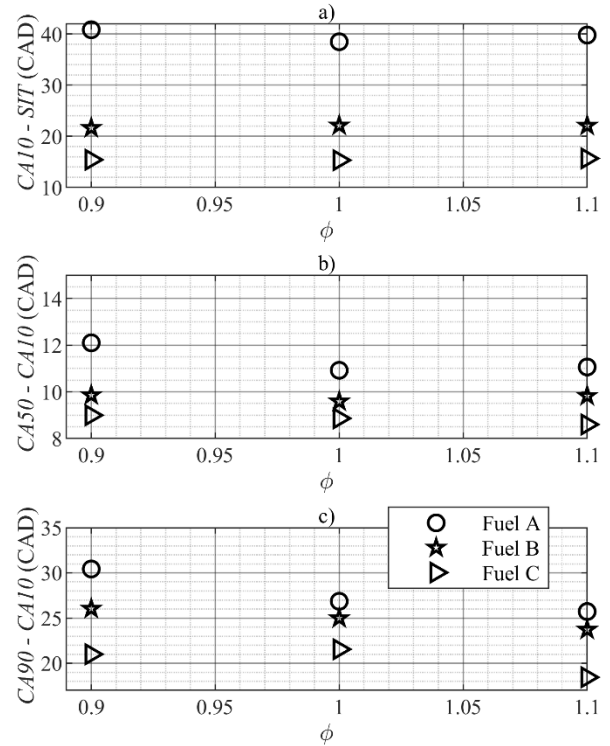 a)
CA10 - SIT (CAD)
40
30
20
10
0.9 0.95 1 1.05 1.1
ϕ
b)
CA50 - CA10 (CAD)
14
12
10
8
0.9 0.95 1 1.05 1.1
ϕ
c)
CA90 - CA10 (CAD)
35
30
25
20
Fuel A
Fuel B
Fuel C
0.9 0.95 1 1.05 1.1
ϕ